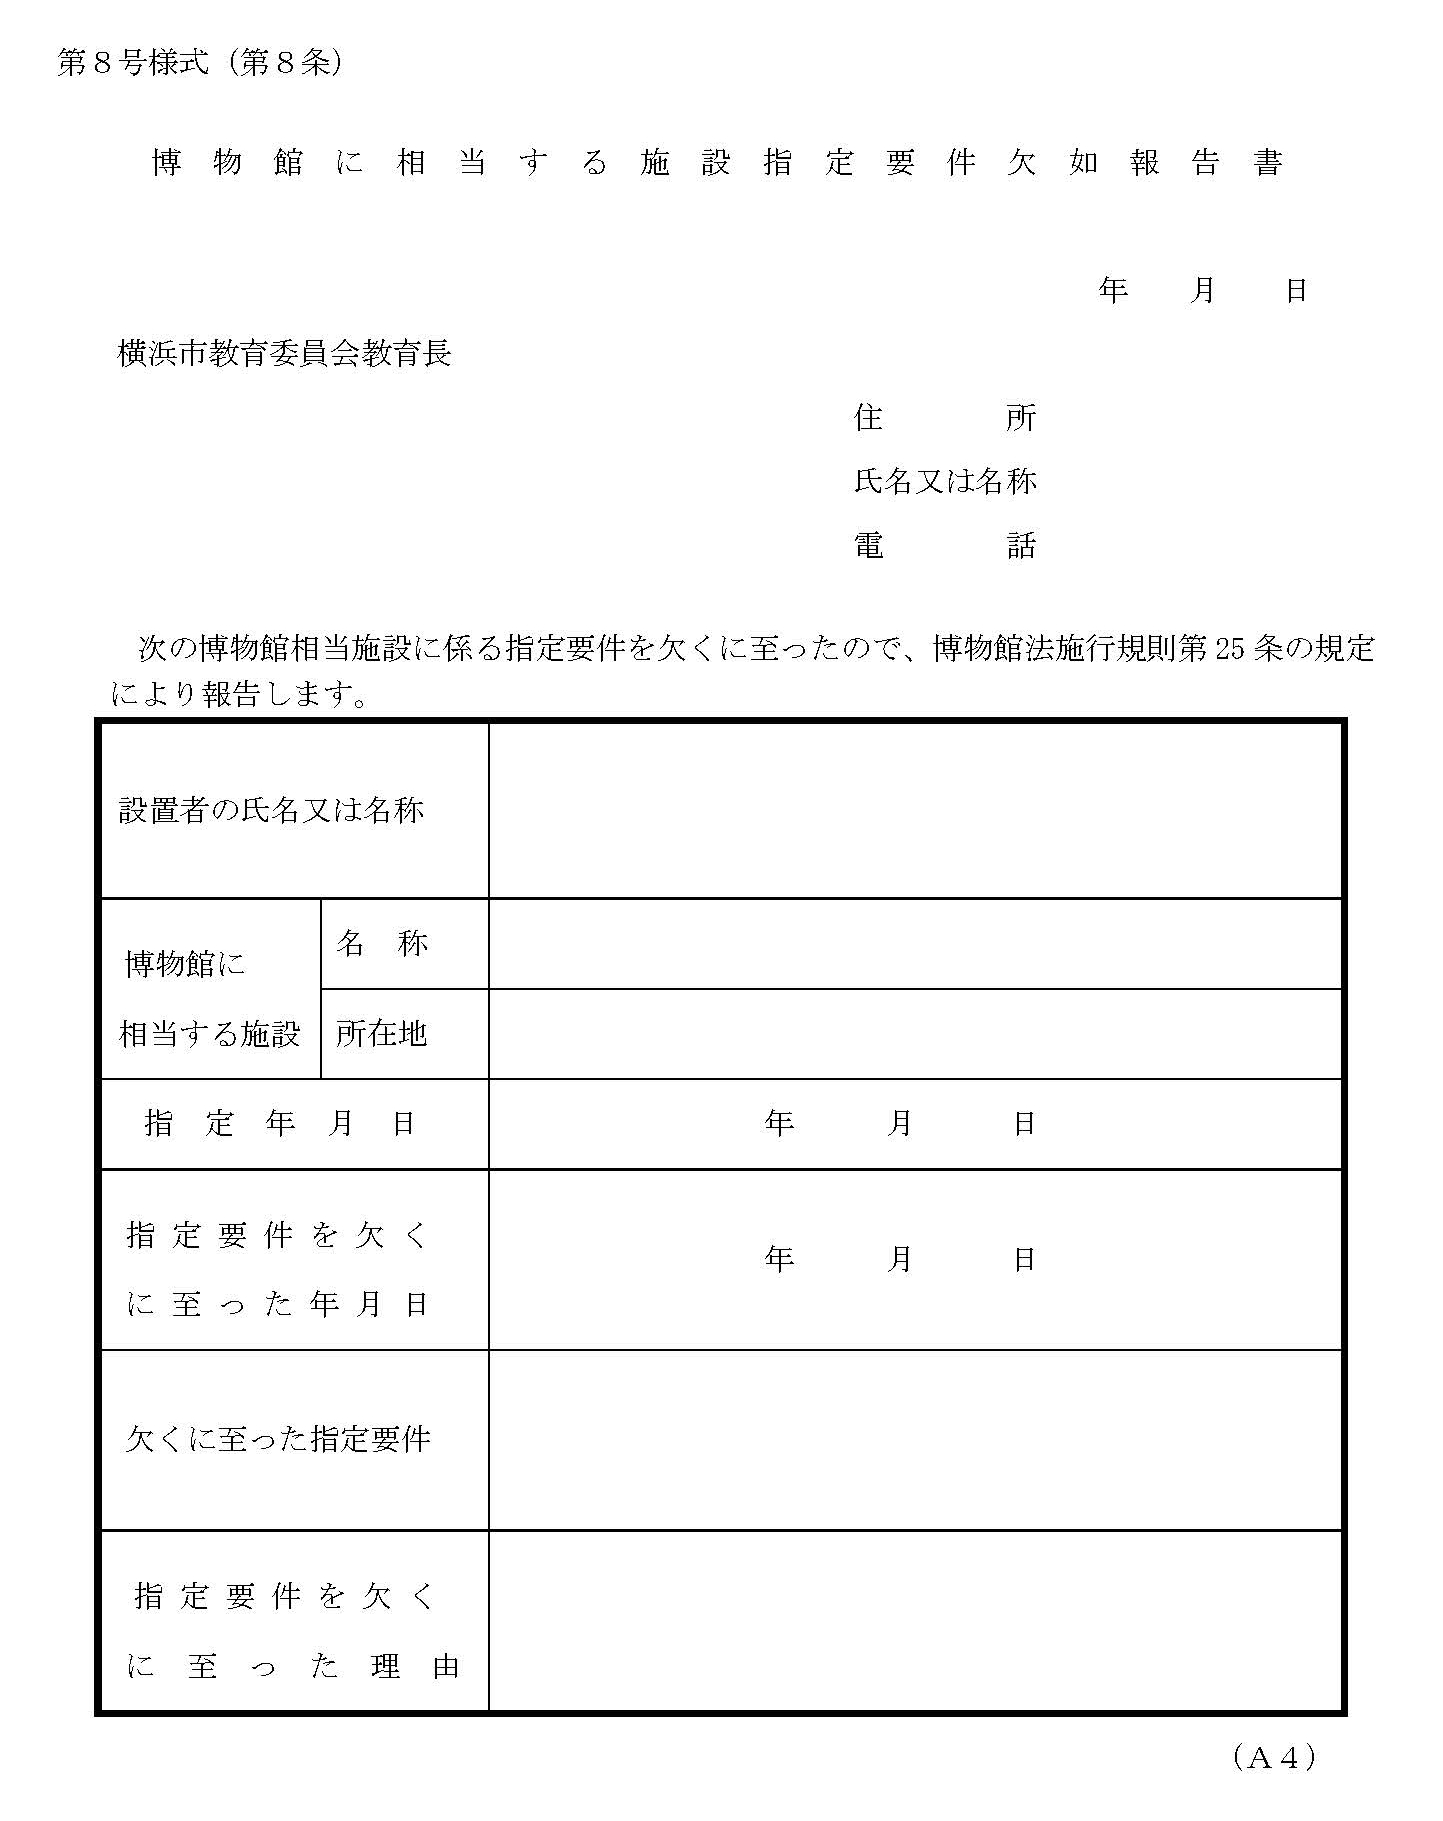 第８号様式（第８条）
博物館に相当する施設指定要件欠如報告書
年　　月　　日
横浜市教育委員会教育長
住　　　　所
氏名又は名称
電　　　　話
次の博物館相当施設に係る指定要件を欠くに至ったので、博物館法施行規則第 25 条の規定
により報告します。
設置者の氏名又は名称
博物館に
相当する施設
名　称
所在地
指　定　年　月　日
年　　　月　　　日
指定要件を欠く
に至った年月日
年　　　月　　　日
欠くに至った指定要件
指定要件を欠く
に至った理由
（Ａ４）